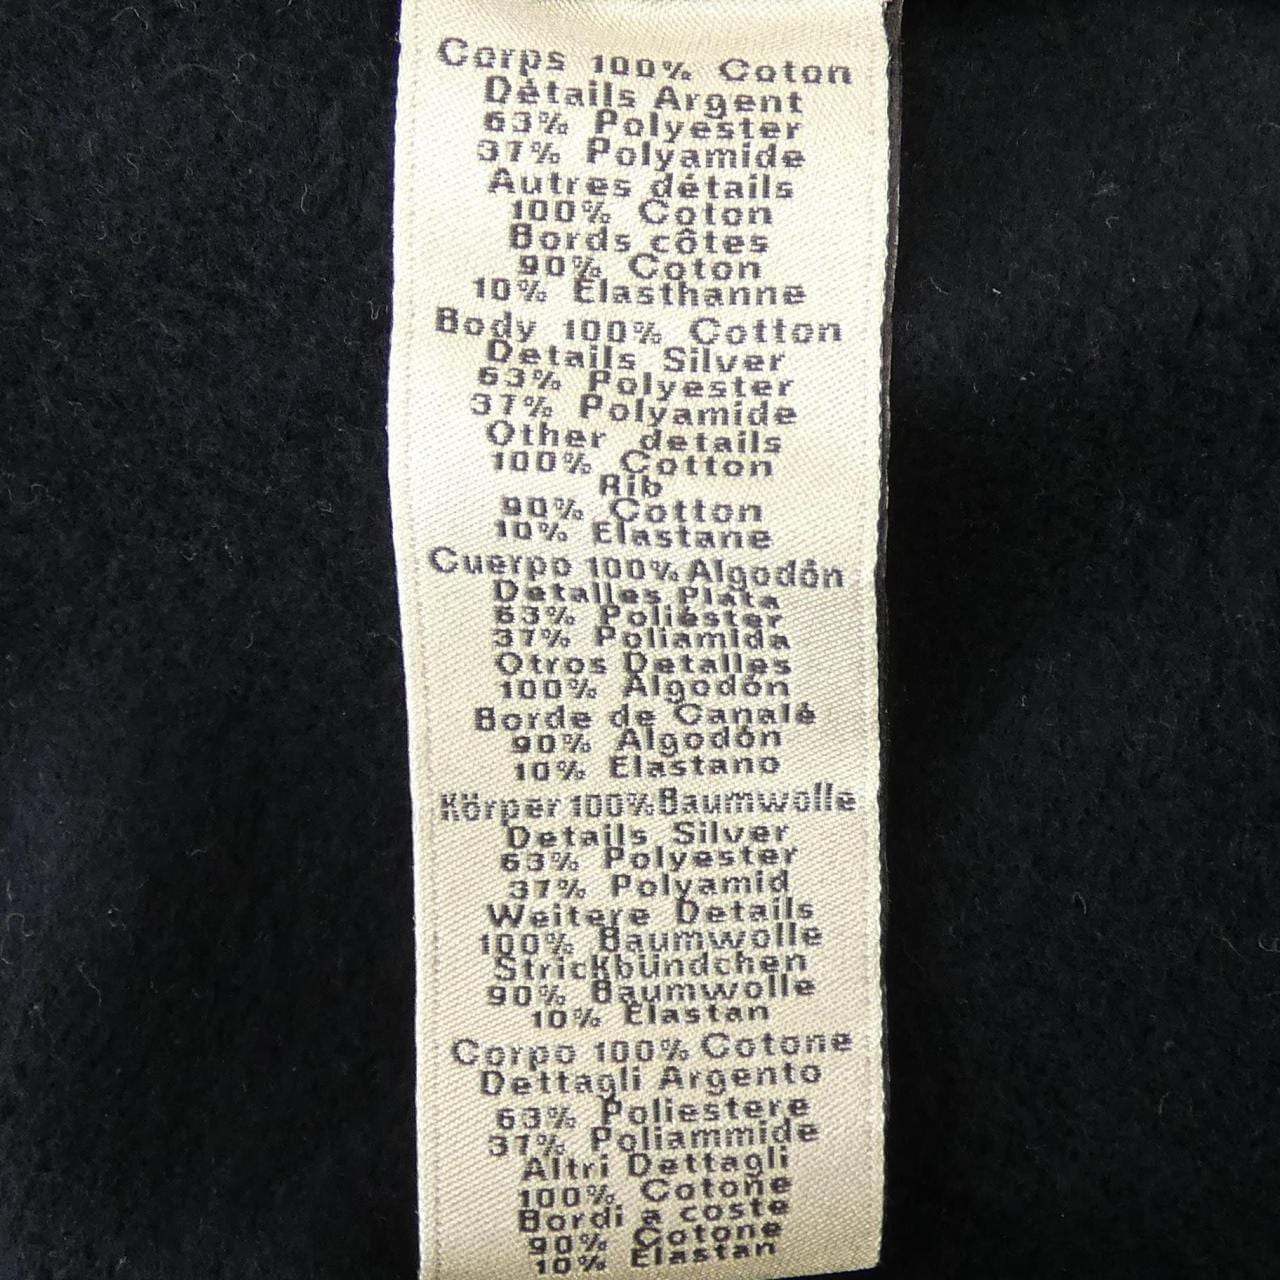 Corps 100% Coton
Détails Argent
63% Polyester
37% Polyamide
Autres détails
100% Coton
Bords côtes
90% Coton
10% Élasthanne
Body 100% Cotton
Details Silver
63% Polyester
37% Polyamide
Other details
100% Cotton
Rib
90% Cotton
10% Elastane
Cuerpo 100% Algodón
Detalles Plata
63% Poliéster
37% Poliamida
Otros Detalles
100% Algodón
Borde de Canalé
90% Algodón
10% Elastano
Körper 100% Baumwolle
Details Silver
63% Polyester
37% Polyamid
Weitere Details
100% Baumwolle
Strickbündchen
90% Baumwolle
10% Elastan
Corpo 100% Cotone
Dettagli Argento
63% Poliestere
37% Poliammide
Altri Dettagli
100% Cotone
Bordi a coste
90% Cotone
10% Elastan